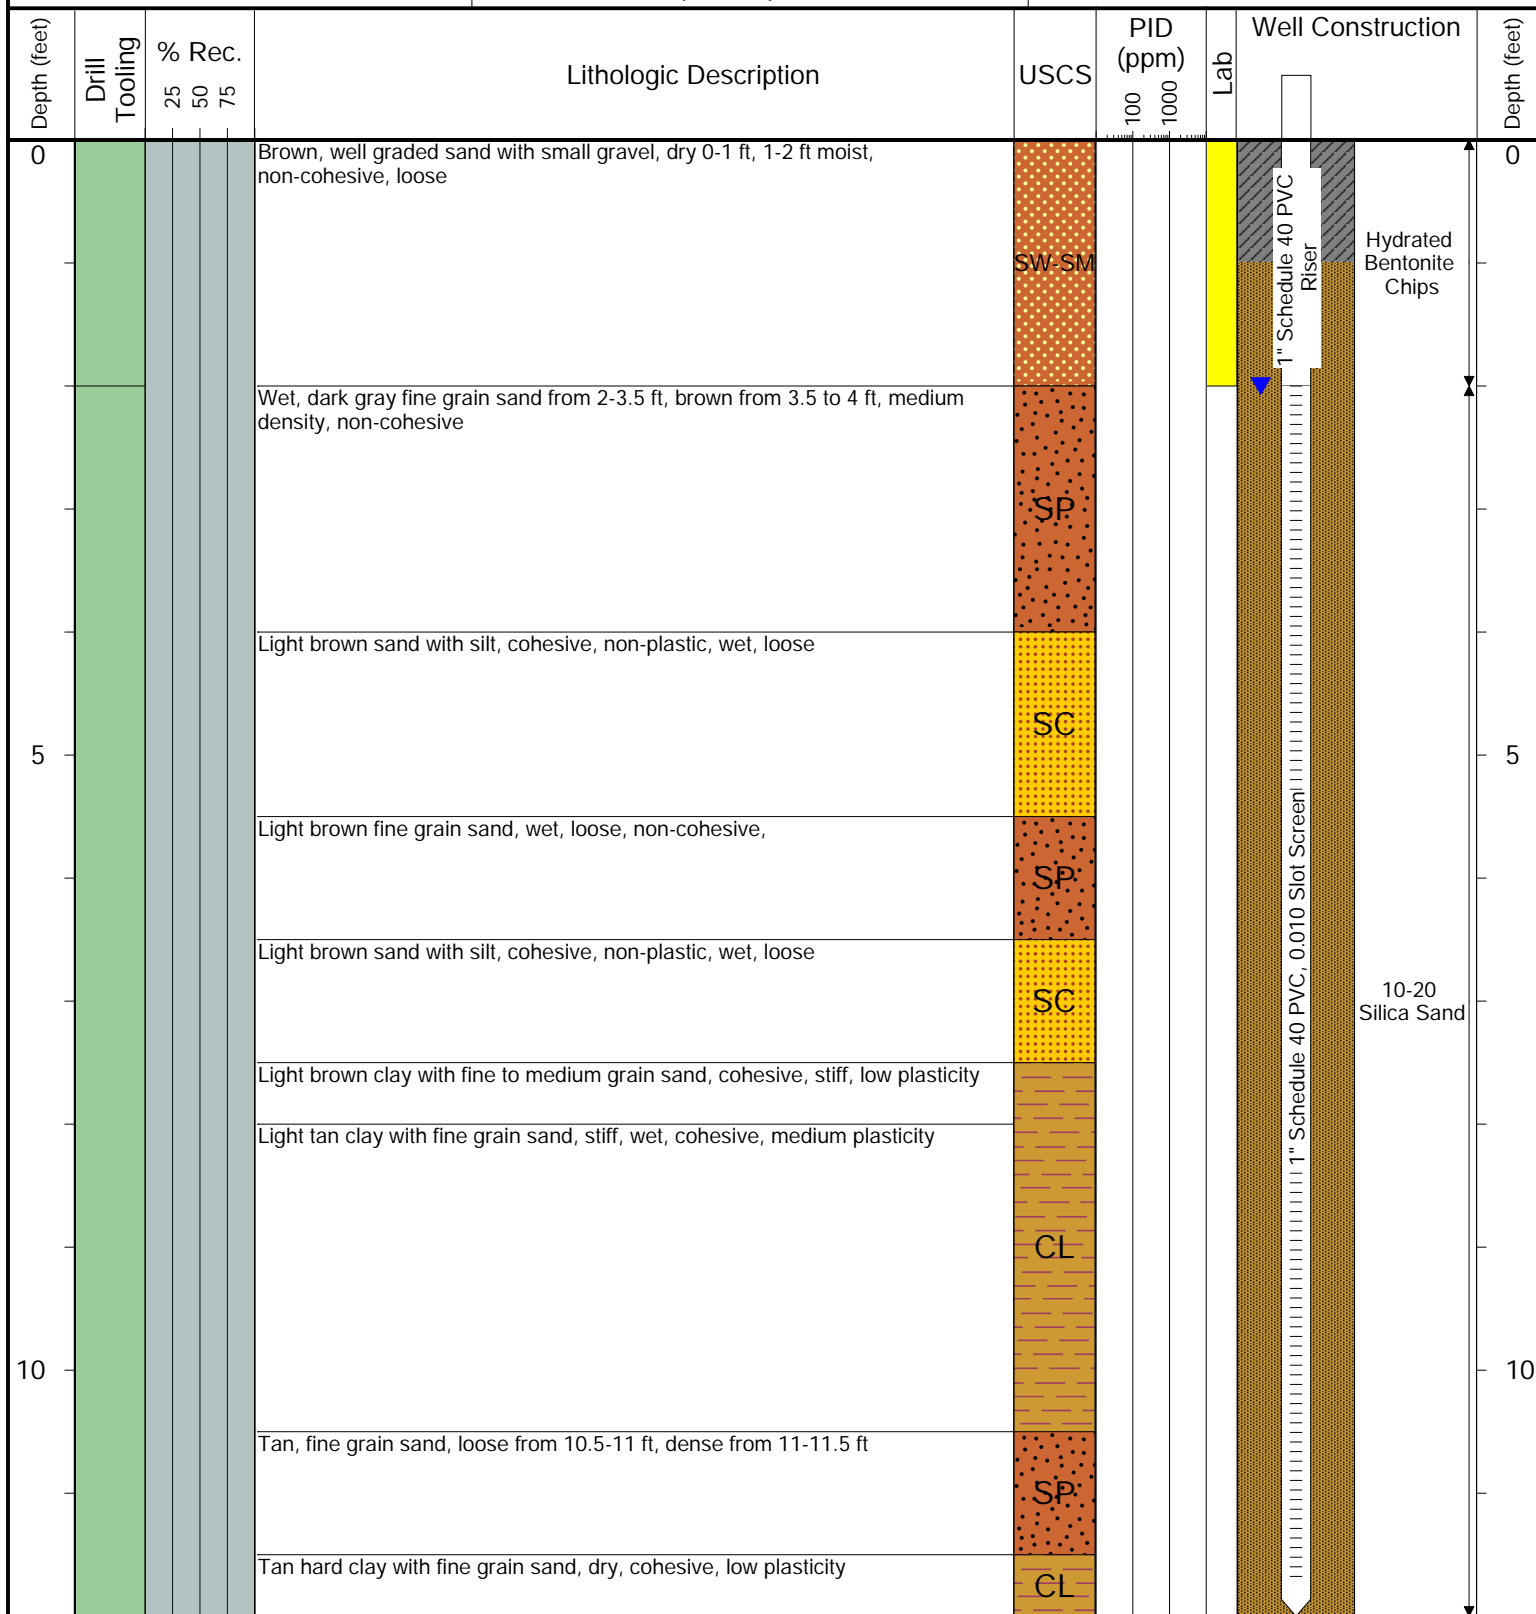 Depth (feet)
Drill
Tooling
% Rec.
25
50
75
Lithologic Description
USCS
PID
(ppm)
100
1000
Lab
Well Construction
Depth (feet)
0
Brown, well graded sand with small gravel, dry 0-1 ft, 1-2 ft moist,
non-cohesive, loose
SW-SM
1" Schedule 40 PVC
Riser
Hydrated
Bentonite
Chips
0
Wet, dark gray fine grain sand from 2-3.5 ft, brown from 3.5 to 4 ft, medium
density, non-cohesive
SP
Light brown sand with silt, cohesive, non-plastic, wet, loose
SC
5
5
Light brown fine grain sand, wet, loose, non-cohesive,
SP
Light brown sand with silt, cohesive, non-plastic, wet, loose
SC
1" Schedule 40 PVC, 0.010 Slot Screen
10-20
Silica Sand
Light brown clay with fine to medium grain sand, cohesive, stiff, low plasticity
Light tan clay with fine grain sand, stiff, wet, cohesive, medium plasticity
CL
10
10
Tan, fine grain sand, loose from 10.5-11 ft, dense from 11-11.5 ft
SP
Tan hard clay with fine grain sand, dry, cohesive, low plasticity
CL